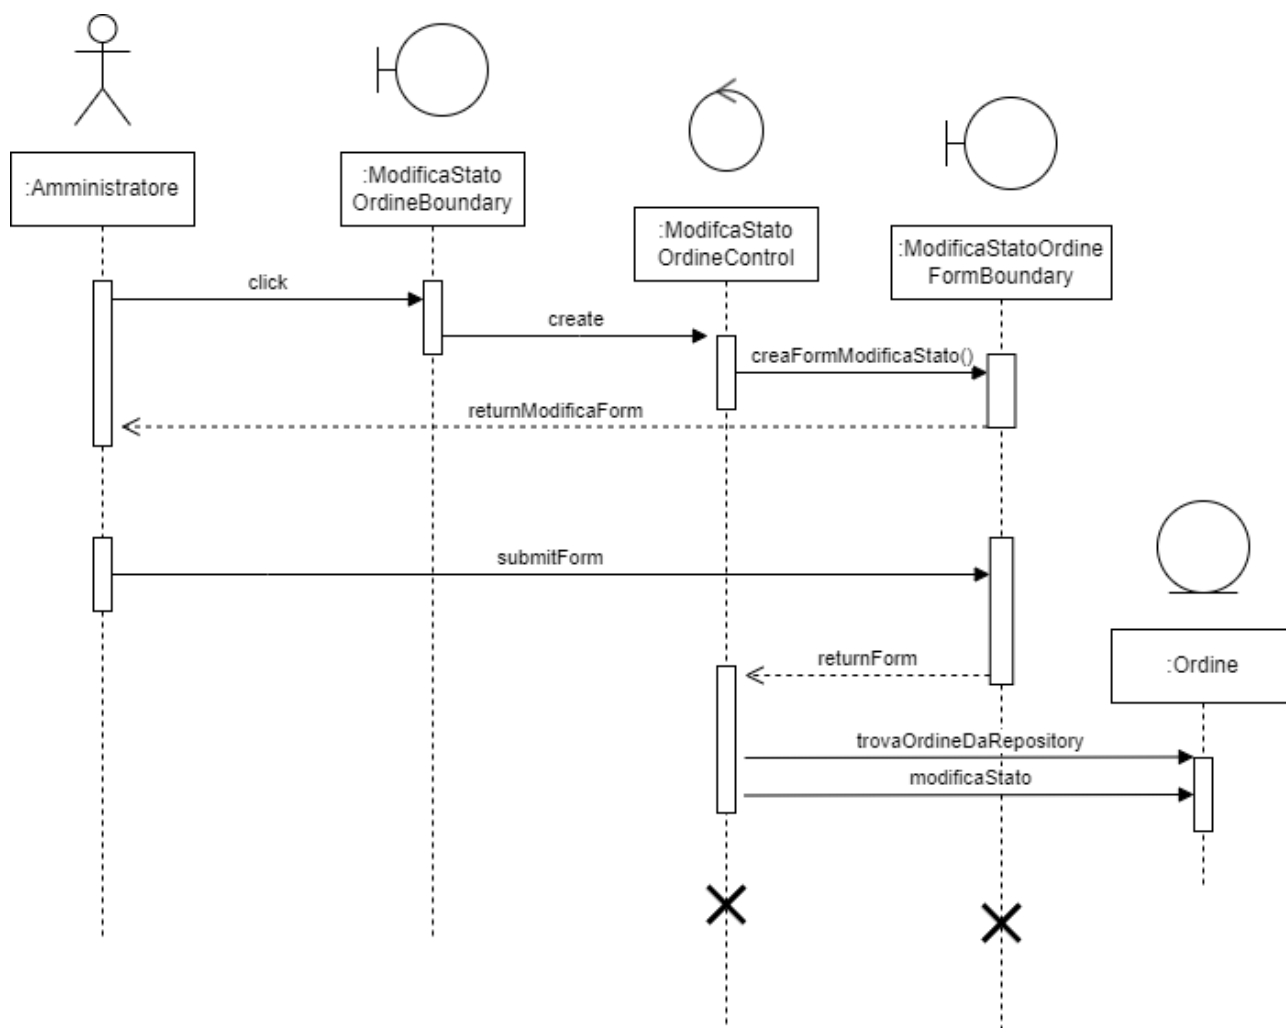 :Amministratore
:ModificaStato
OrdineBoundary
:ModifcaStato
OrdineControl
:ModificaStatoOrdine
FormBoundary
click
create
creaFormModificaStato()
returnModificaForm
submitForm
returnForm
:Ordine
trovaOrdineDaRepository
modificaStato